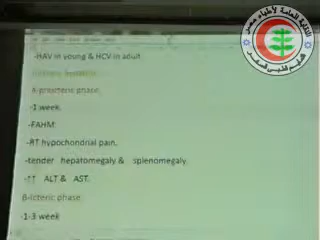 -HAV in young & HCV in adult
A-preicteric phase
-1 week.
-FAHM.
-RT hypochondrial pain.
-tender hepatomegaly & splenomegaly.
-↑↑ ALT & AST.
B-icteric phase
-1-3 week